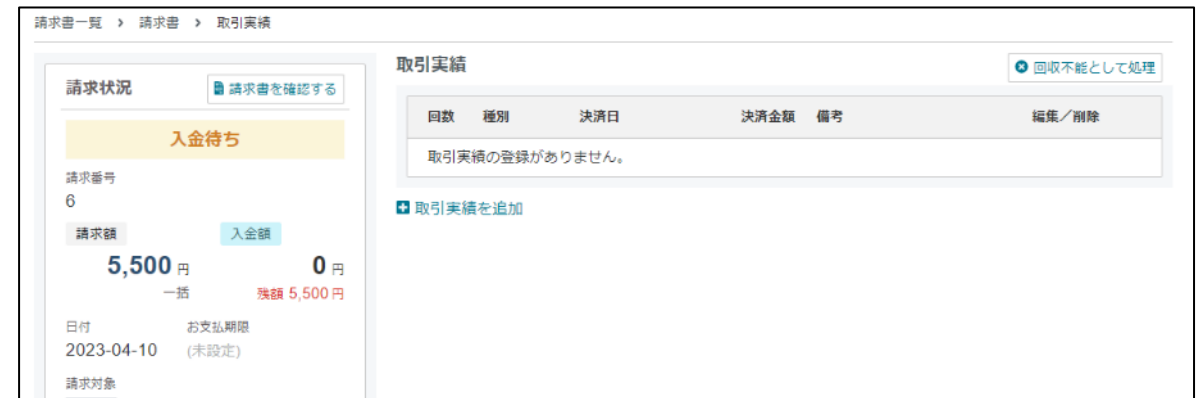 請求書一覧 › 請求書 › 取引実績
請求状況
請求書を確認する
入金待ち
請求番号
6
請求額 入金額
5,500 円 0 円
一括 残額 5,500 円
日付 お支払期限
2023-04-10 (未設定)
請求対象
取引実績
回収不能として処理
回数 種別 決済日 決済金額 備考 編集／削除
取引実績の登録がありません。
取引実績を追加